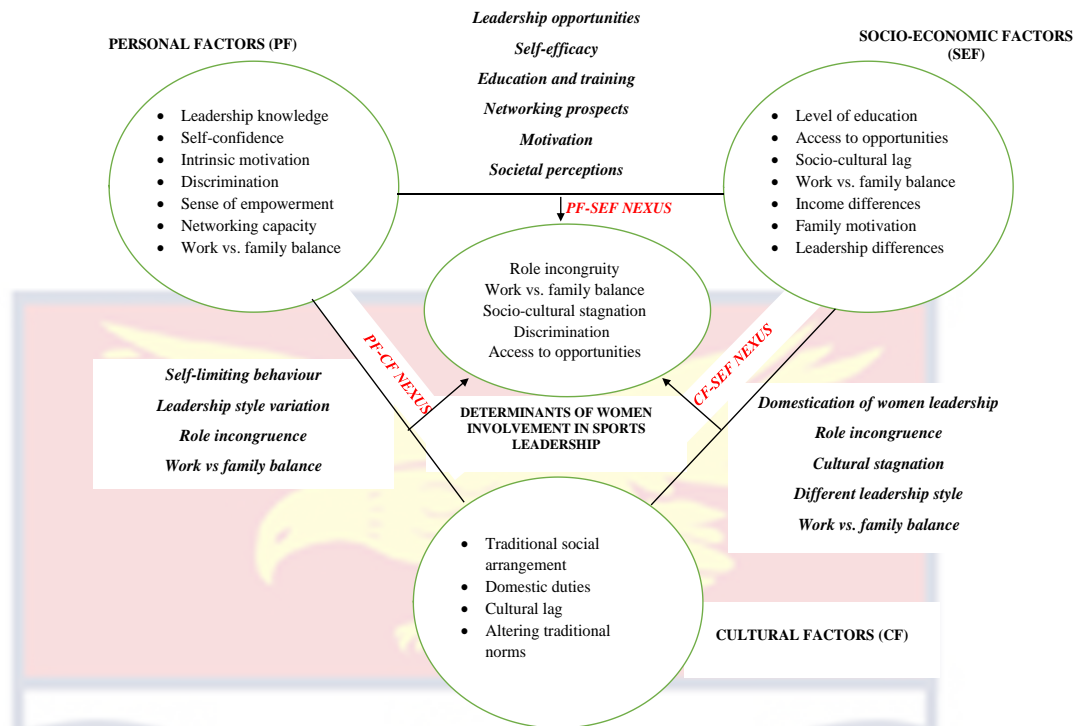 Leadership opportunities
Self-efficacy
Education and training
Networking prospects
Motivation
Societal perceptions
PERSONAL FACTORS (PF)
• Leadership knowledge
• Self-confidence
• Intrinsic motivation
• Discrimination
• Sense of empowerment
• Networking capacity
• Work vs. family balance
SOCIO-ECONOMIC FACTORS
(SEF)
• Level of education
• Access to opportunities
• Socio-cultural lag
• Work vs. family balance
• Income differences
• Family motivation
• Leadership differences
PF-SEF NEXUS
Role incongruity
Work vs. family balance
Socio-cultural stagnation
Discrimination
Access to opportunities
PF-CF NEXUS
CF-SEF NEXUS
Self-limiting behaviour
Leadership style variation
Role incongruence
Work vs family balance
DETERMINANTS OF WOMEN
INVOLVEMENT IN SPORTS
LEADERSHIP
Domestication of women leadership
Role incongruence
Cultural stagnation
Different leadership style
Work vs. family balance
• Traditional social
arrangement
• Domestic duties
• Cultural lag
• Altering traditional
norms
CULTURAL FACTORS (CF)